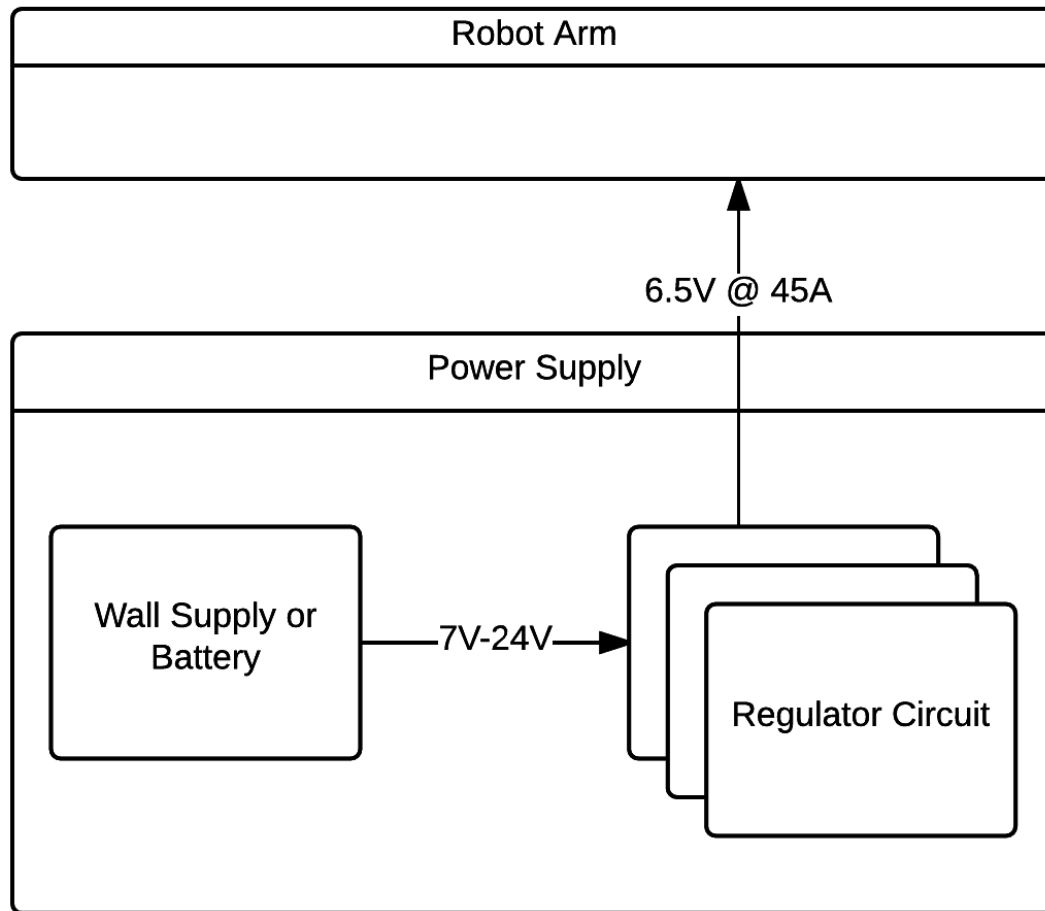 Robot Arm
6.5V @ 45A
Power Supply
Wall Supply or
Battery
7V-24V
Regulator Circuit